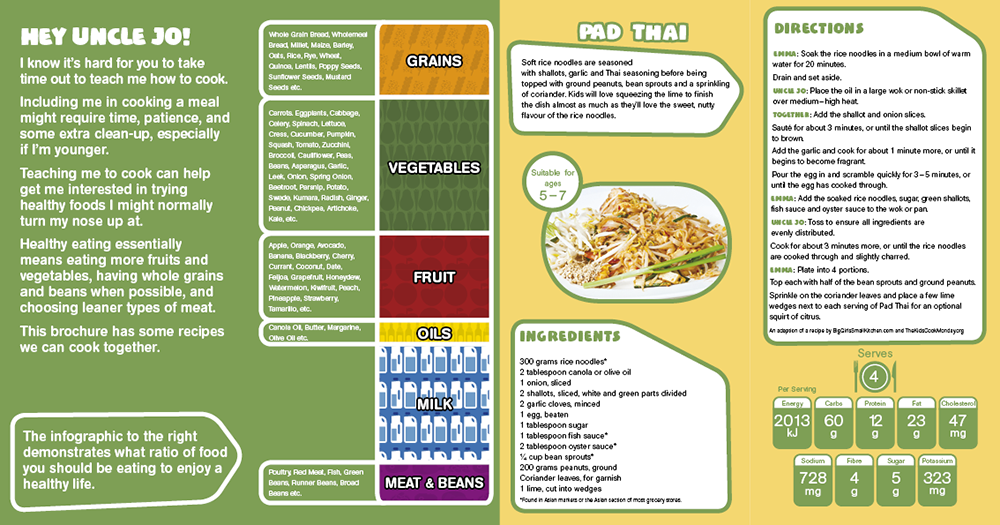 HEY UNCLE JO!
I know it's hard for you to take
time out to teach me how to cook.
Including me in cooking a meal
might require time, patience, and
some extra clean-up, especially
if I'm younger.
Teaching me to cook can help
get me interested in trying
healthy foods I might normally
turn my nose up at.
Healthy eating essentially
means eating more fruits and
vegetables, having whole grains
and beans when possible, and
choosing leaner types of meat.
This brochure has some recipes
we can cook together.
The infographic to the right
demonstrates what ratio of food
you should be eating to enjoy a
healthy life.
Whole Grain Bread, Wholemeal
Bread, Millet, Maize, Barley,
Oats, Rice, Rye, Wheat,
Quinoa, Lentils, Poppy Seeds,
Sunflower Seeds, Mustard
Seeds etc.
GRAINS
Carrots, Eggplants, Cabbage,
Celery, Spinach, Lettuce,
Cress, Cucumber, Pumpkin,
Squash, Tomato, Zucchini,
Broccoli, Cauliflower, Peas,
Beans, Asparagus, Garlic,
Leek, Onion, Spring Onion,
Beetroot, Parsnip, Potato,
Swede, Kumara, Radish, Ginger,
Peanut, Chickpea, Artichoke,
Kale, etc.
VEGETABLES
Apple, Orange, Avocado,
Banana, Blackberry, Cherry,
Currant, Coconut, Date,
Feijoa, Grapefruit, Honeydew,
Watermelon, Kiwifruit, Peach,
Pineapple, Strawberry,
Tamarillo, etc.
FRUIT
Canola Oil, Butter, Margarine,
Olive Oil etc.
OILS
MILK
Poultry, Red Meat, Fish, Green
Beans, Runner Beans, Broad
Beans etc.
MEAT & BEANS
PAD THAI
Soft rice noodles are seasoned
with shallots, garlic and Thai seasoning before being
topped with ground peanuts, bean sprouts and a sprinkling
of coriander. Kids will love squeezing the lime to finish
the dish almost as much as they'll love the sweet, nutty
flavour of the rice noodles.
Suitable for
ages
5-7
INGREDIENTS
300 grams rice noodles*
2 tablespoon canola or olive oil
1 onion, sliced
2 shallots, sliced, white and green parts divided
2 garlic cloves, minced
1 egg, beaten
1 tablespoon sugar
1 tablespoon fish sauce*
2 tablespoon oyster sauce*
¼ cup bean sprouts*
200 grams peanuts, ground
Coriander leaves, for garnish
1 lime, cut into wedges
*Found in Asian markets or the Asian section of most grocery stores.
DIRECTIONS
EMMA: Soak the rice noodles in a medium bowl of warm
water for 20 minutes.
Drain and set aside.
UNCLE JO: Place the oil in a large wok or non-stick skillet
over medium-high heat.
TOGETHER: Add the shallot and onion slices.
Sauté for about 3 minutes, or until the shallot slices begin
to brown.
Add the garlic and cook for about 1 minute more, or until it
begins to become fragrant.
Pour the egg in and scramble quickly for 3-5 minutes, or
until the egg has cooked through.
EMMA: Add the soaked rice noodles, sugar, green shallots,
fish sauce and oyster sauce to the wok or pan.
UNCLE JO: Toss to ensure all ingredients are
evenly distributed.
Cook for about 3 minutes more, or until the rice noodles
are cooked through and slightly charred.
EMMA: Plate into 4 portions.
Top each with half of the bean sprouts and ground peanuts.
Sprinkle on the coriander leaves and place a few lime
wedges next to each serving of Pad Thai for an optional
squirt of citrus.
An adaption of a recipe by BigGirlsSmallKitchen.com and TheKidsCookMonday.org
Serves
4
Per Serving
Energy Carbs Protein Fat Cholesterol
2013 60 12 23 47
kJ g g g mg
Sodium Fibre Sugar Potassium
728 4 5 323
mg g g mg